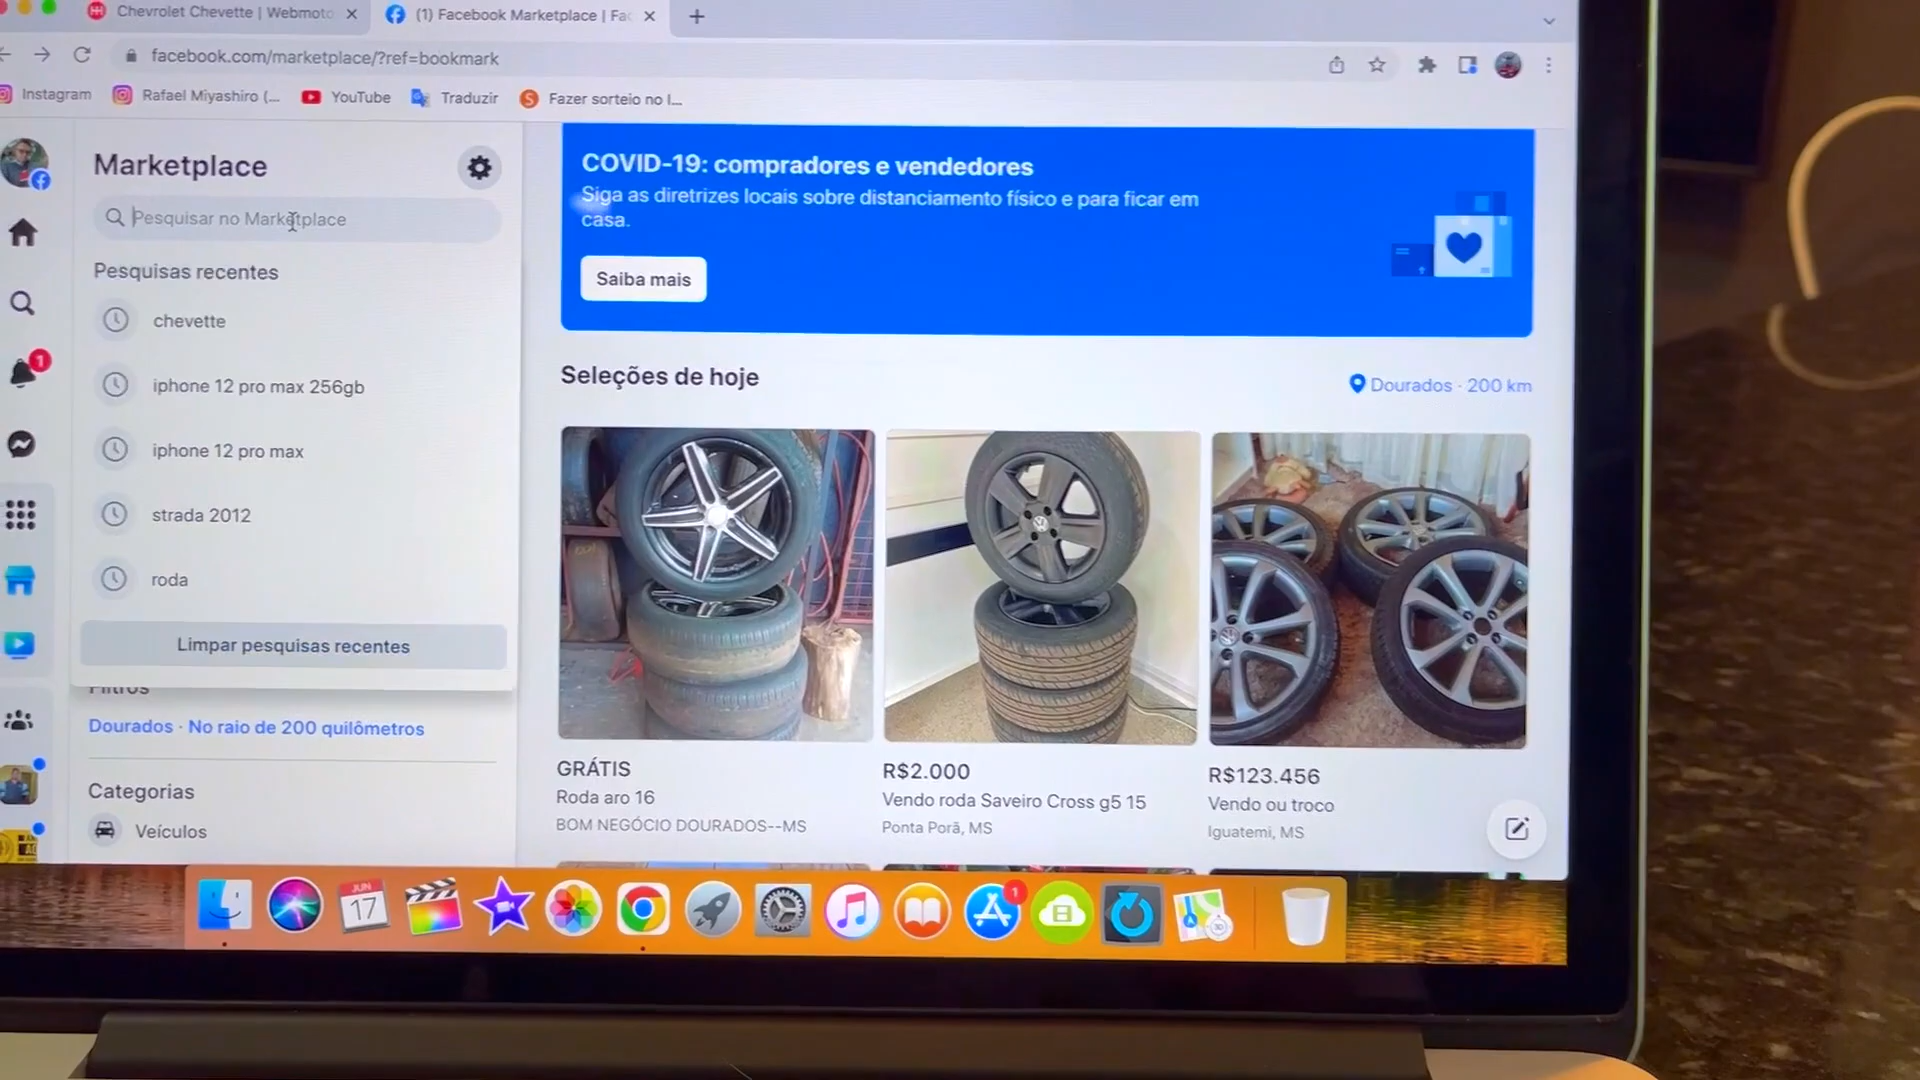 Chevrolet Chevette | Webmoto
(1) Facebook Marketplace | Fac
facebook.com/marketplace/?ref=bookmark
Instagram
Rafael Miyashiro (...
YouTube
Traduzir
Fazer sorteio no I...
Marketplace
Pesquisar no Marketplace
Pesquisas recentes
chevette
iphone 12 pro max 256gb
iphone 12 pro max
strada 2012
roda
Limpar pesquisas recentes
Filtros
Dourados · No raio de 200 quilômetros
Categorias
Veículos
1
COVID-19: compradores e vendedores
Siga as diretrizes locais sobre distanciamento físico e para ficar em
casa.
Saiba mais
Seleções de hoje
Dourados · 200 km
GRÁTIS
Roda aro 16
BOM NEGÓCIO DOURADOS--MS
R$2.000
Vendo roda Saveiro Cross g5 15
Ponta Porã, MS
R$123.456
Vendo ou troco
Iguatemi, MS
JUN
17
1
3D